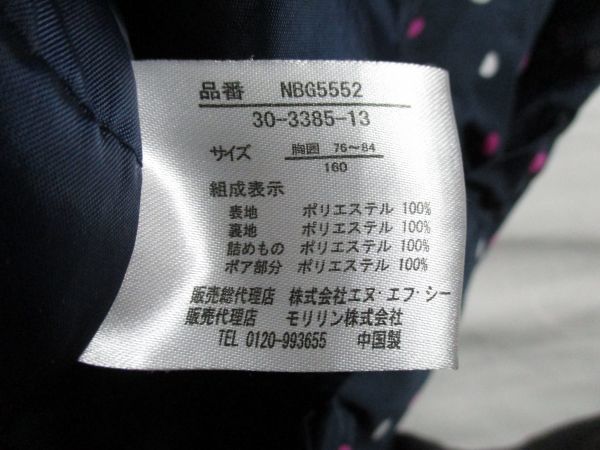 品番 NBG5552
30-3385-13
サイズ 胸囲 76~84
160
組成表示
表地 ポリエステル 100%
裏地 ポリエステル 100%
詰めもの ポリエステル 100%
ボア部分 ポリエステル 100%
販売総代理店 株式会社エヌ・エフ・シー
販売代理店 モリリン株式会社
TEL 0120-993655 中国製